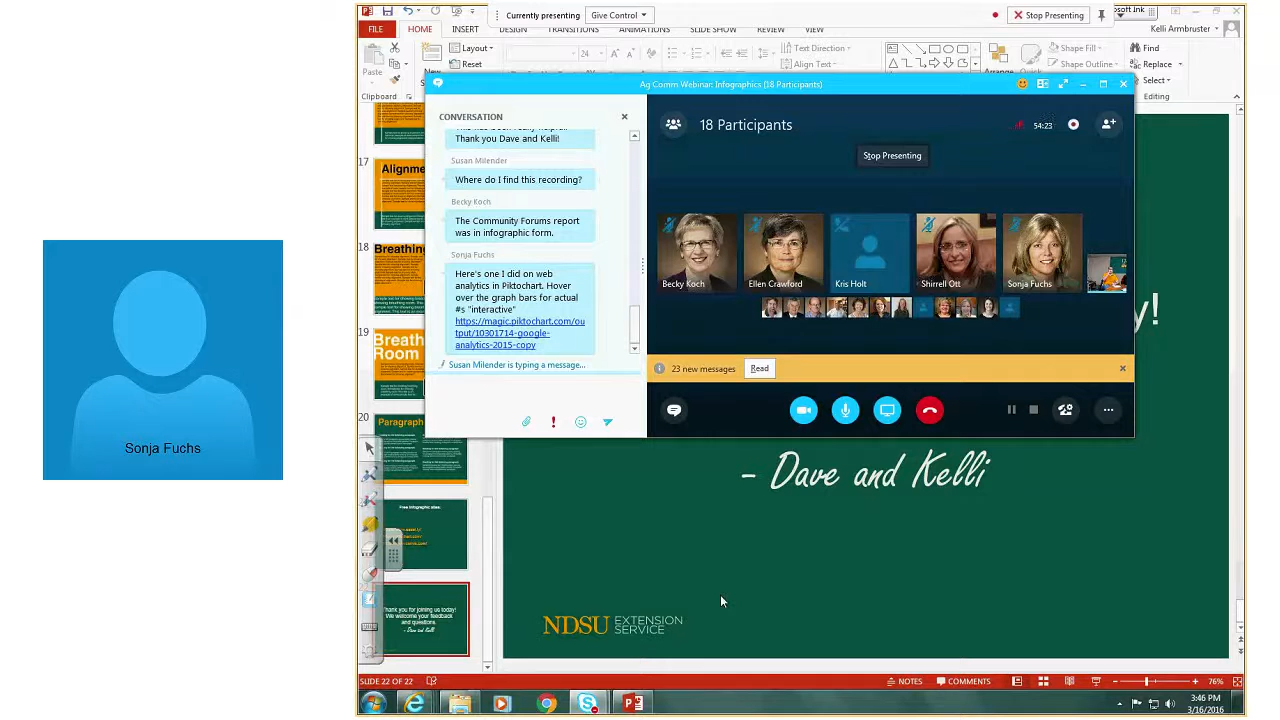 Currently presenting
Give Control
Stop Presenting
FILE
HOME
INSERT
DESIGN
TRANSITIONS
ANIMATIONS
SLIDE SHOW
REVIEW
VIEW
Kelli Armbruster
Paste
New
Layout
24
Text Direction
Align Text
Arrange
Shape Fill
Find
Replace
Select
Clipboard
Editing
Ag Comm Webinar: Infographics (18 Participants)
CONVERSATION
Thank you Dave and Kelli!
Susan Milender
Where do I find this recording?
Becky Koch
The Community Forums report
was in infographic form.
Sonja Fuchs
Here's one I did on web
analytics in Piktochart. Hover
over the graph bars for actual
#s "interactive"
https://magic.piktochart.com/ou
tput/10301714-google-
analytics-2015-copy
Susan Milender is typing a message...
18 Participants
54:23
Stop Presenting
Becky Koch
Ellen Crawford
Kris Holt
Shirrell Ott
Sonja Fuchs
23 new messages
Read
17
Alignme
18
Breathing
19
Breath
Room
20
Paragraph
Free infographic sites:
Thank you for joining us today!
We welcome your feedback
and questions.
- Dave and Kelli
y!
- Dave and Kelli
NDSU EXTENSION
SERVICE
Sonja Fuchs
SLIDE 22 OF 22
NOTES
COMMENTS
76%
3:46 PM
3/16/2016